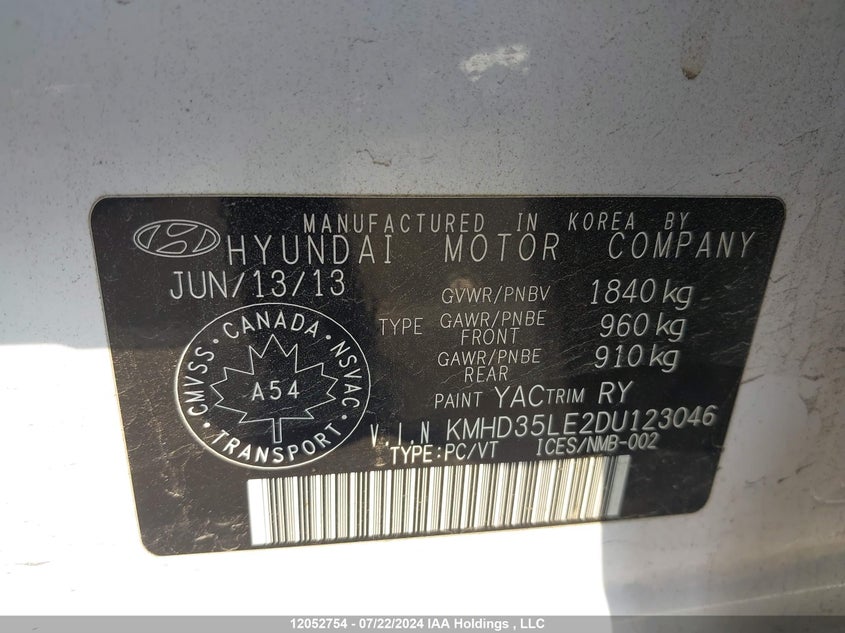 MANUFACTURED IN KOREA BY
HYUNDAI MOTOR COMPANY
JUN/13/13
GVWR/PNBV 1840 kg
TYPE GAWR/PNBE FRONT 960 kg
GAWR/PNBE REAR 910 kg
PAINT YAC TRIM RY
CMVSS · CANADA · NSVAC · TRANSPORT ·
A54
V.I.N KMHD35LE2DU123046
TYPE:PC/VT ICES/NMB-002
12052754 - 07/22/2024 IAA Holdings , LLC